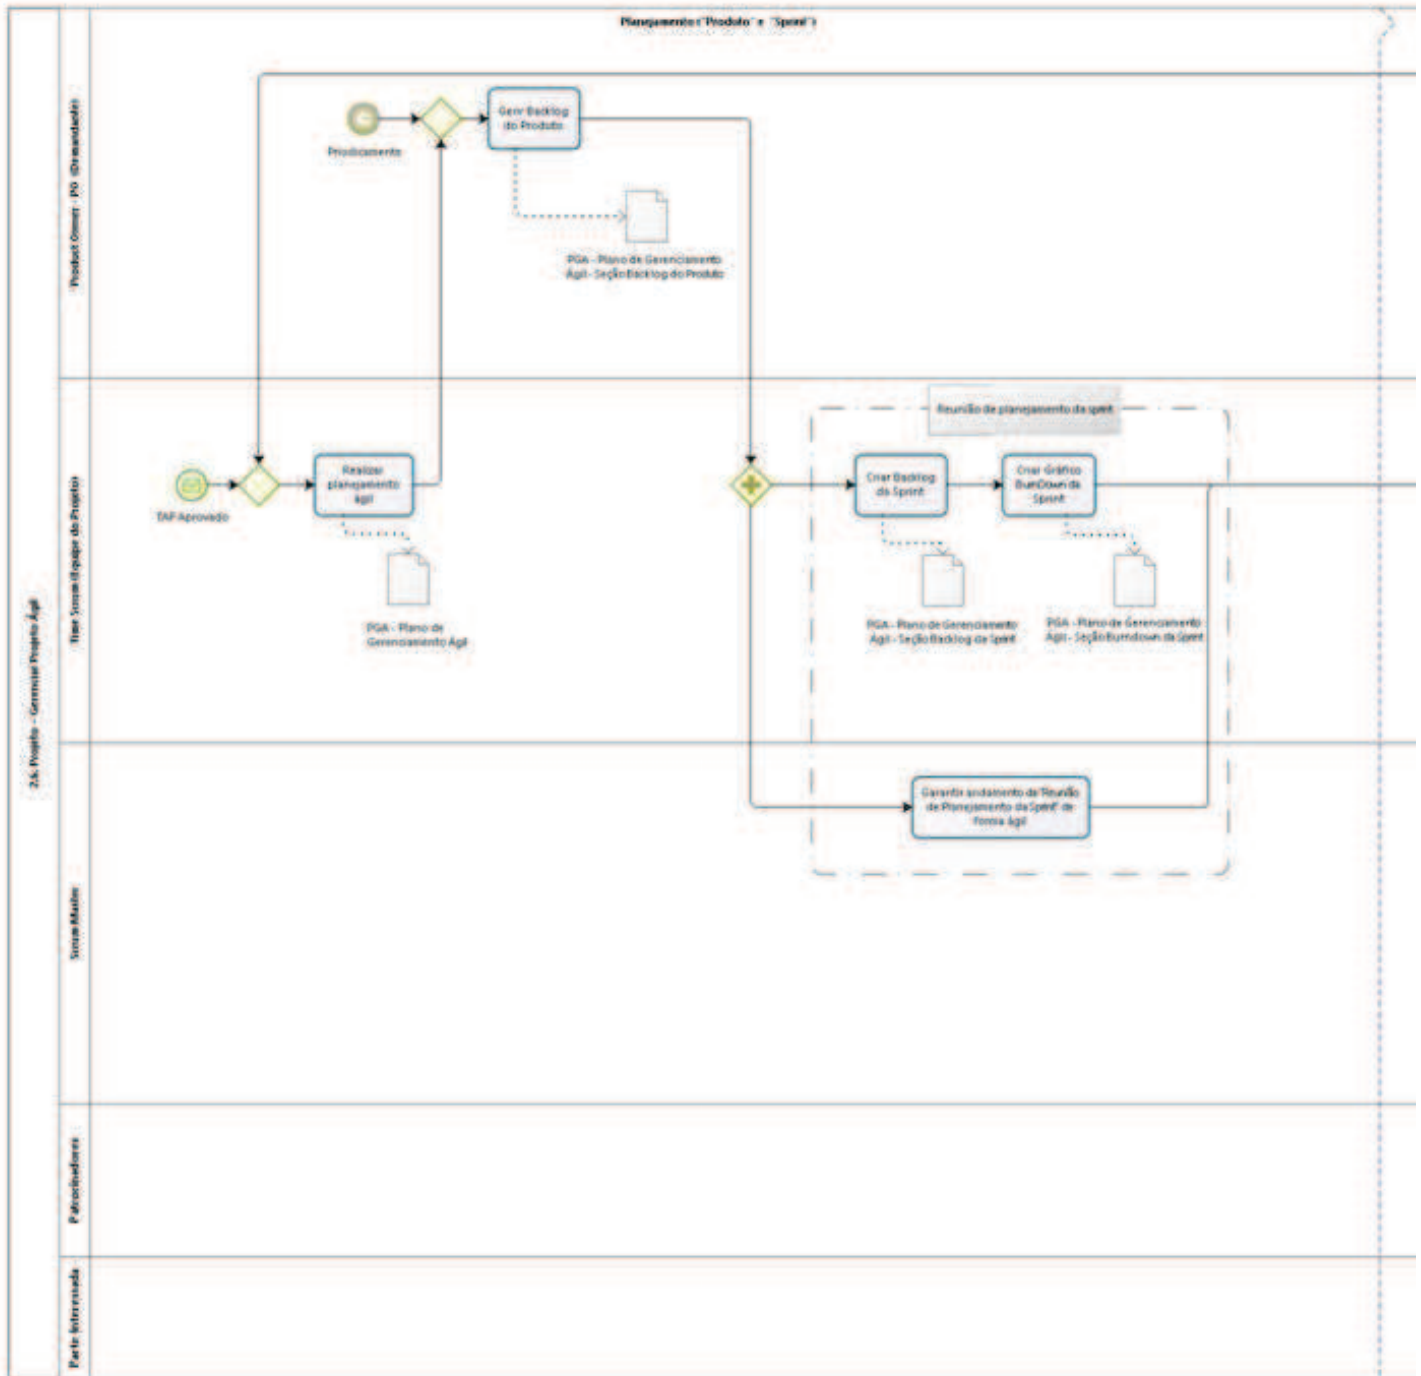 Planejamento ("Produto" e "Sprint")
2.6. Projeto - Gerenciar Projeto Ágil
Product Owner - PO (Demandante)
Periodicamente
Gerir Backlog
do Produto
PGA - Plano de Gerenciamento
Ágil - Seção Backlog do Produto
Time Scrum (Equipe do Projeto)
TAP Aprovado
Realizar
planejamento
ágil
PGA - Plano de
Gerenciamento Ágil
Reunião de planejamento da sprint
Criar Backlog
da Sprint
Criar Gráfico
BurnDown da
Sprint
PGA - Plano de Gerenciamento
Ágil - Seção Backlog da Sprint
PGA - Plano de Gerenciamento
Ágil - Seção Burndown da Sprint
Scrum Master
Garantir andamento da "Reunião
de Planejamento da Sprint" de
forma ágil
Patrocinadores
Parte Interessada